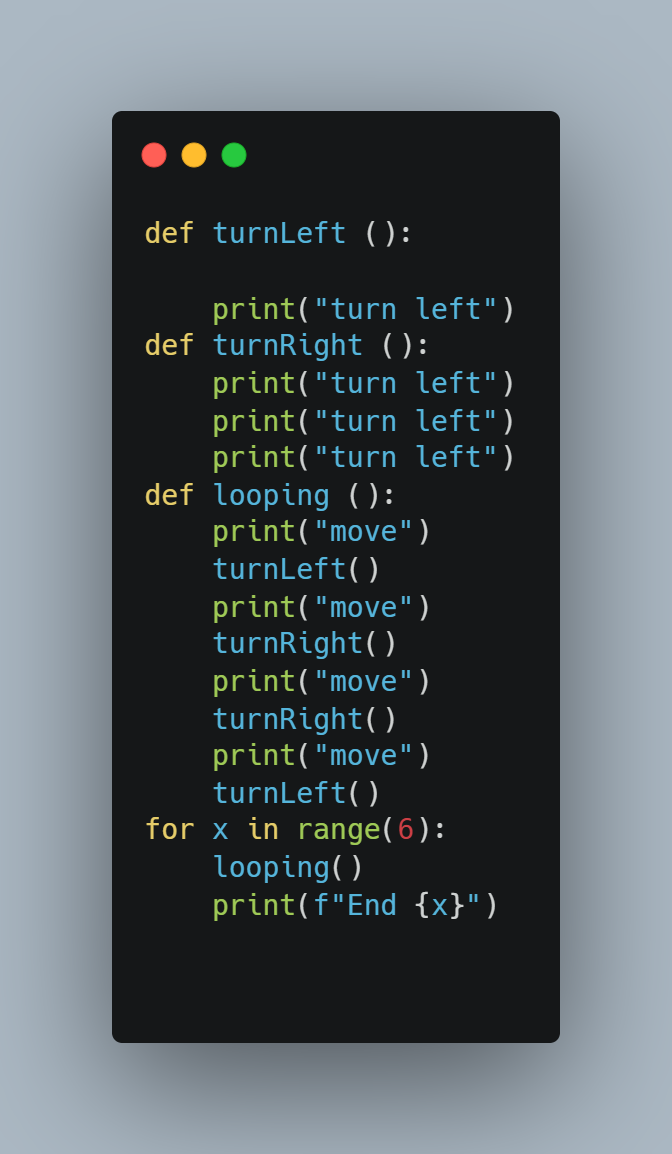 def turnLeft ():

    print("turn left")
def turnRight ():
    print("turn left")
    print("turn left")
    print("turn left")
def looping ():
    print("move")
    turnLeft()
    print("move")
    turnRight()
    print("move")
    turnRight()
    print("move")
    turnLeft()
for x in range(6):
    looping()
    print(f"End {x}")